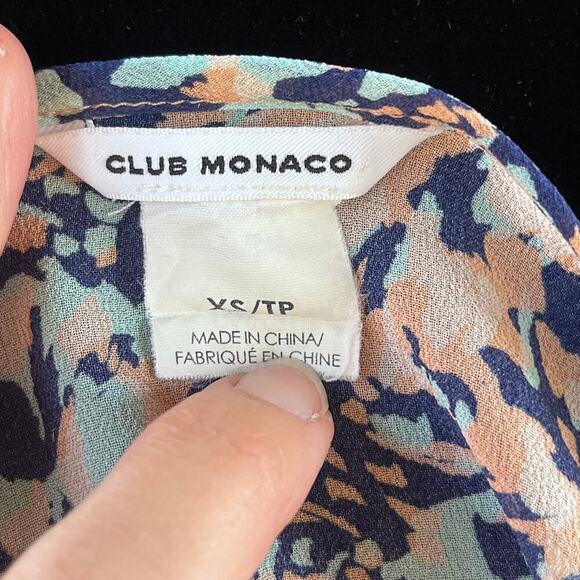 CLUB MONACO
XS/TP
MADE IN CHINA/
FABRIQUÉ EN CHINE